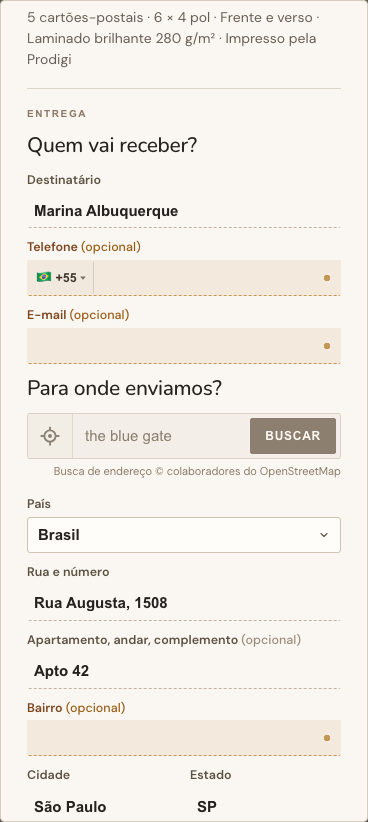 5 cartões-postais · 6 × 4 pol · Frente e verso ·
Laminado brilhante 280 g/m² · Impresso pela
Prodigi
ENTREGA
Quem vai receber?
Destinatário
Marina Albuquerque
Telefone (opcional)
+55
E-mail (opcional)
Para onde enviamos?
the blue gate
BUSCAR
Busca de endereço © colaboradores do OpenStreetMap
País
Brasil
Rua e número
Rua Augusta, 1508
Apartamento, andar, complemento (opcional)
Apto 42
Bairro (opcional)
Cidade
Estado
São Paulo
SP